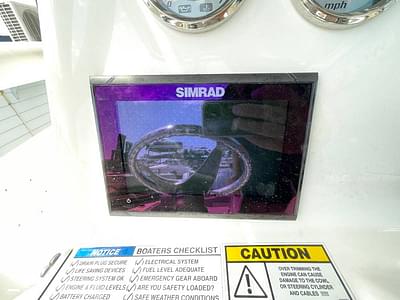 mph
SIMRAD
NOTICE BOATERS CHECKLIST
DRAIN PLUG SECURE
LIFE SAVING DEVICES
STEERING SYSTEM OK
ENGINE & FLUID LEVELS
BATTERY CHARGED
ELECTRICAL SYSTEM
FUEL LEVEL ADEQUATE
EMERGENCY GEAR ABOARD
ARE YOU SAFETY LOADED?
SAFE WEATHER CONDITIONS
CAUTION
OVER TRIMMING THE
ENGINE CAN CAUSE
DAMAGE TO THE COWL
OR STEERING CYLINDER
AND CABLES !!!